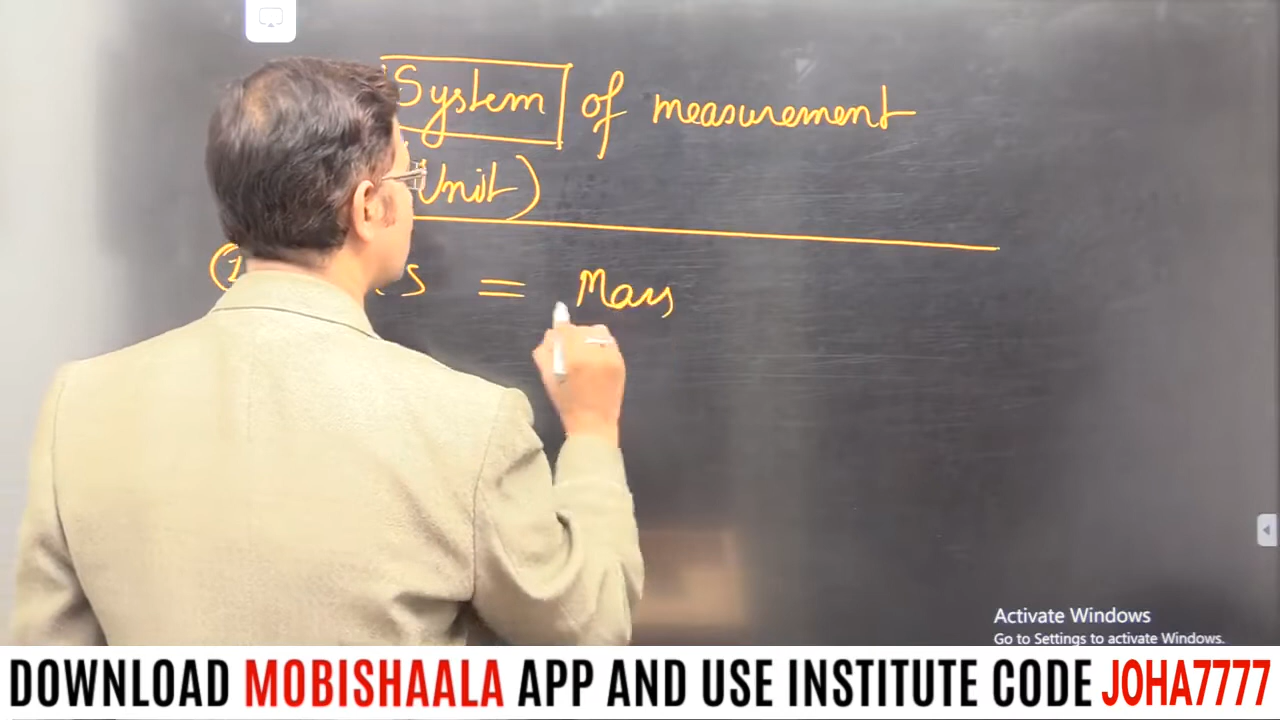 System of measurement
Unit)
① S = Mass
Activate Windows
Go to Settings to activate Windows.
DOWNLOAD MOBISHAALA APP AND USE INSTITUTE CODE JOHA7777